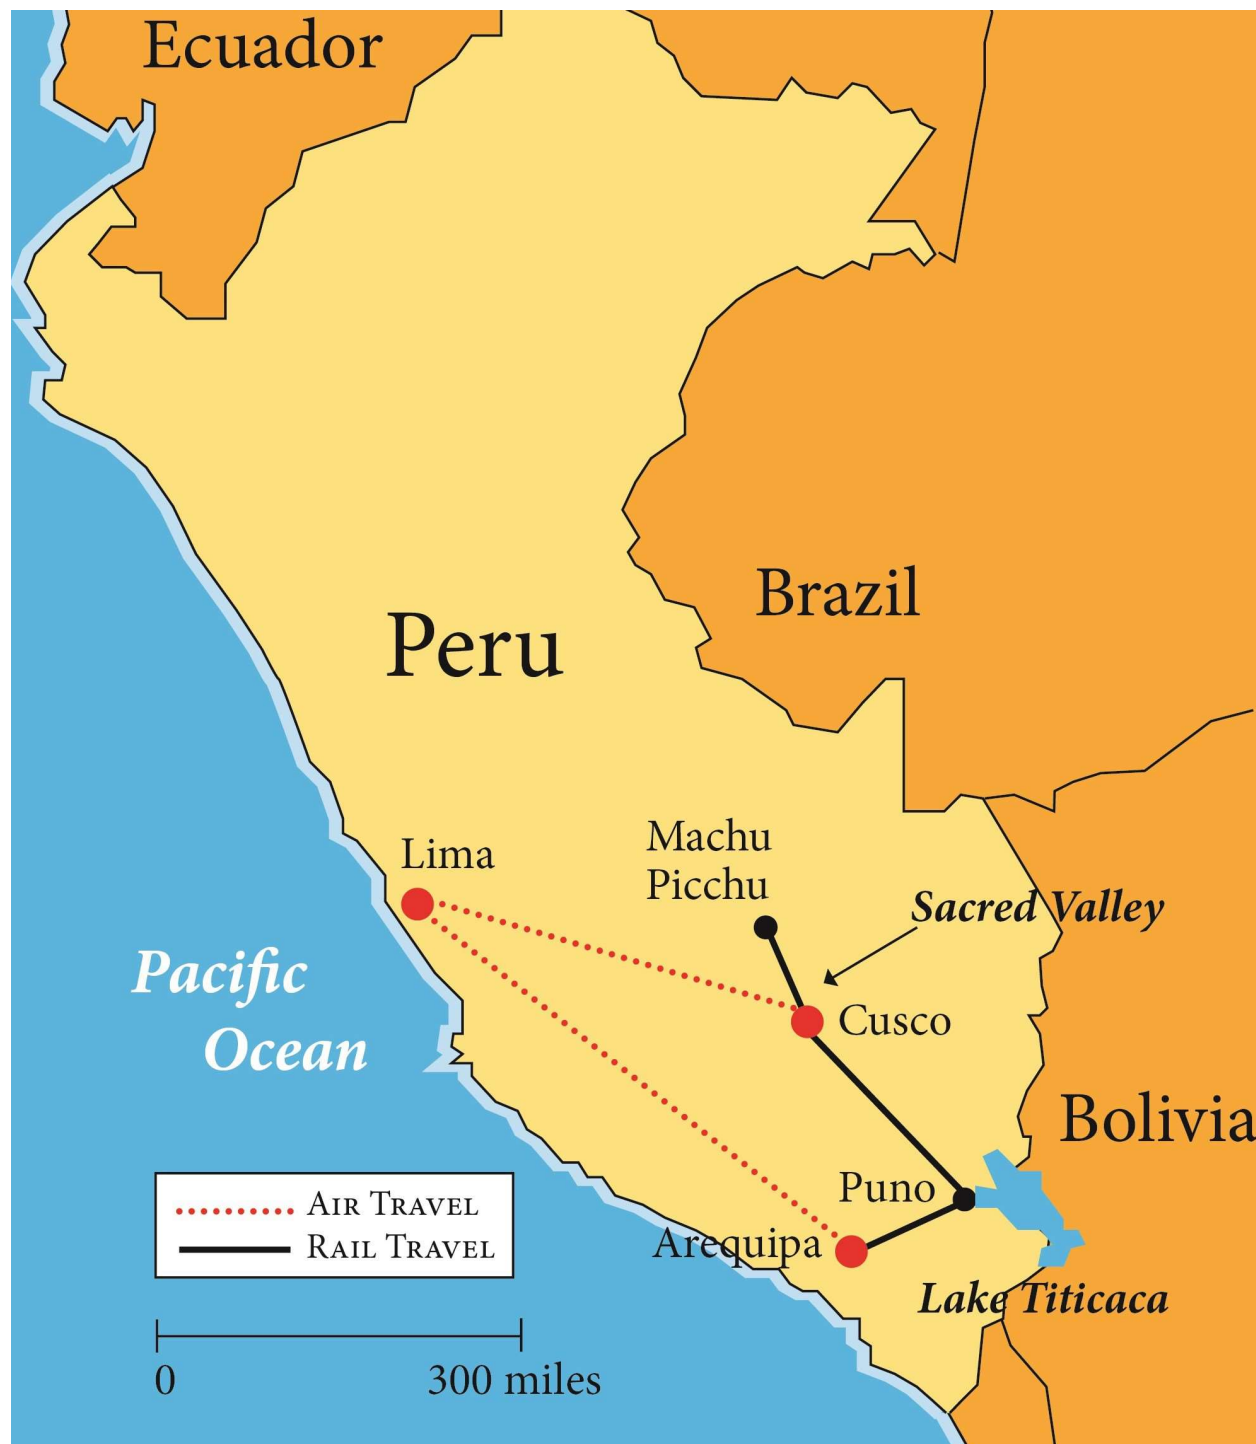 Ecuador
Brazil
Peru
Machu
Picchu
Lima
Sacred Valley
Pacific
Ocean
Cusco
Bolivia
Puno
Arequipa
Lake Titicaca
AIR TRAVEL
RAIL TRAVEL
0 300 miles